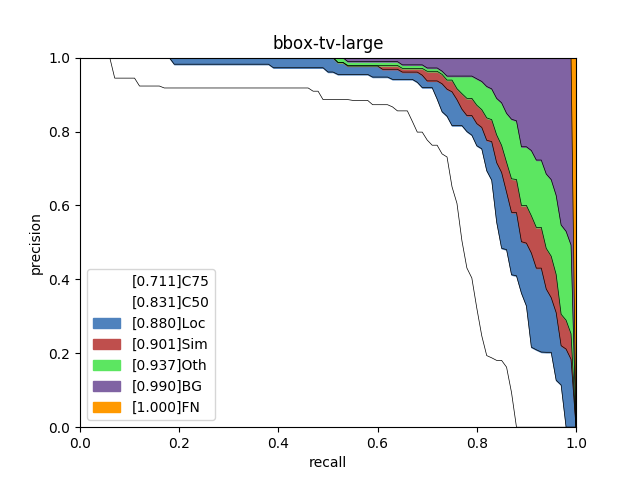 bbox-tv-large
precision
1.0
0.8
0.6
0.4
0.2
0.0
[0.711]C75
[0.831]C50
[0.880]Loc
[0.901]Sim
[0.937]Oth
[0.990]BG
[1.000]FN
0.0 0.2 0.4 0.6 0.8 1.0
recall